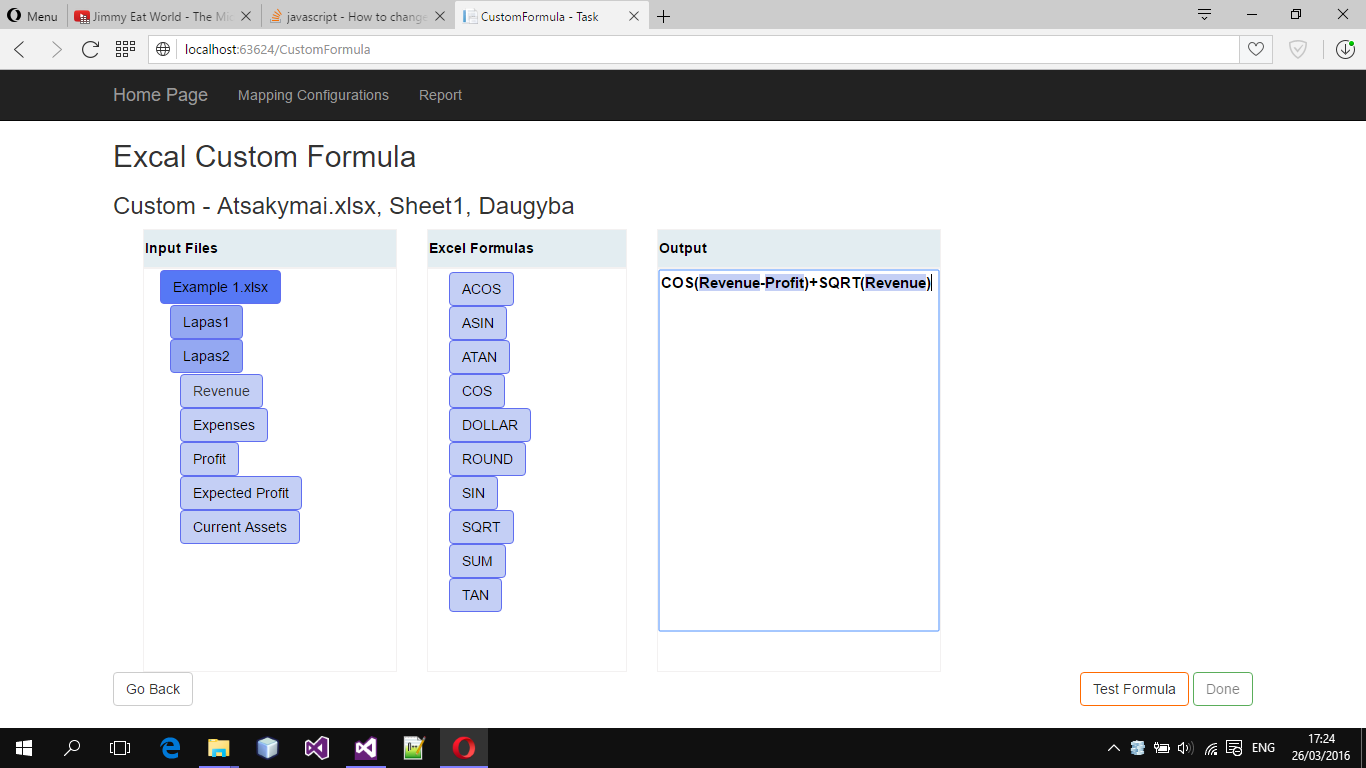 Menu
Jimmy Eat World - The Mid
javascript - How to change
CustomFormula - Task
localhost:63624/CustomFormula
Home Page
Mapping Configurations
Report
Excal Custom Formula
Custom - Atsakymai.xlsx, Sheet1, Daugyba
Input Files
Example 1.xlsx
Lapas1
Lapas2
Revenue
Expenses
Profit
Expected Profit
Current Assets
Excel Formulas
ACOS
ASIN
ATAN
COS
DOLLAR
ROUND
SIN
SQRT
SUM
TAN
Output
COS(Revenue-Profit)+SQRT(Revenue)
Go Back
Test Formula
Done
ENG
17:24
26/03/2016